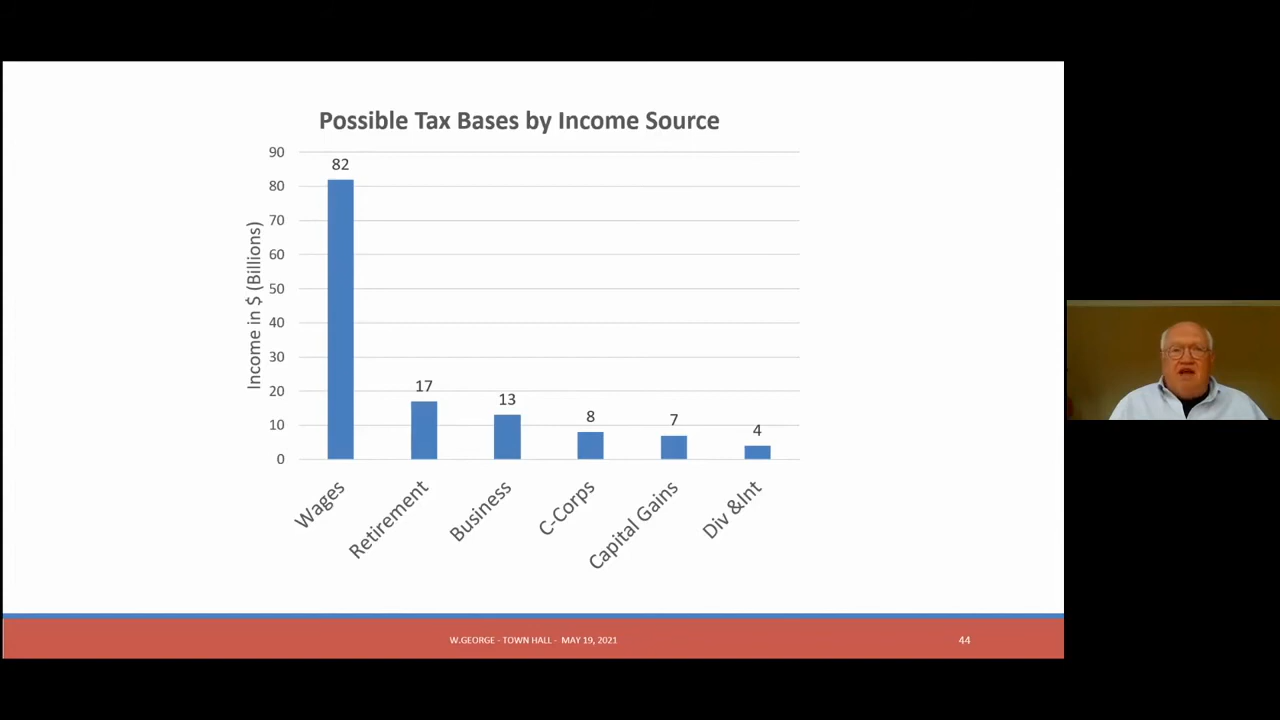 Possible Tax Bases by Income Source
Income in $ (Billions)
90
80
70
60
50
40
30
20
10
0
82
17
13
8
7
4
Wages
Retirement
Business
C-Corps
Capital Gains
Div &Int
W.GEORGE - TOWN HALL - MAY 19, 2021
44